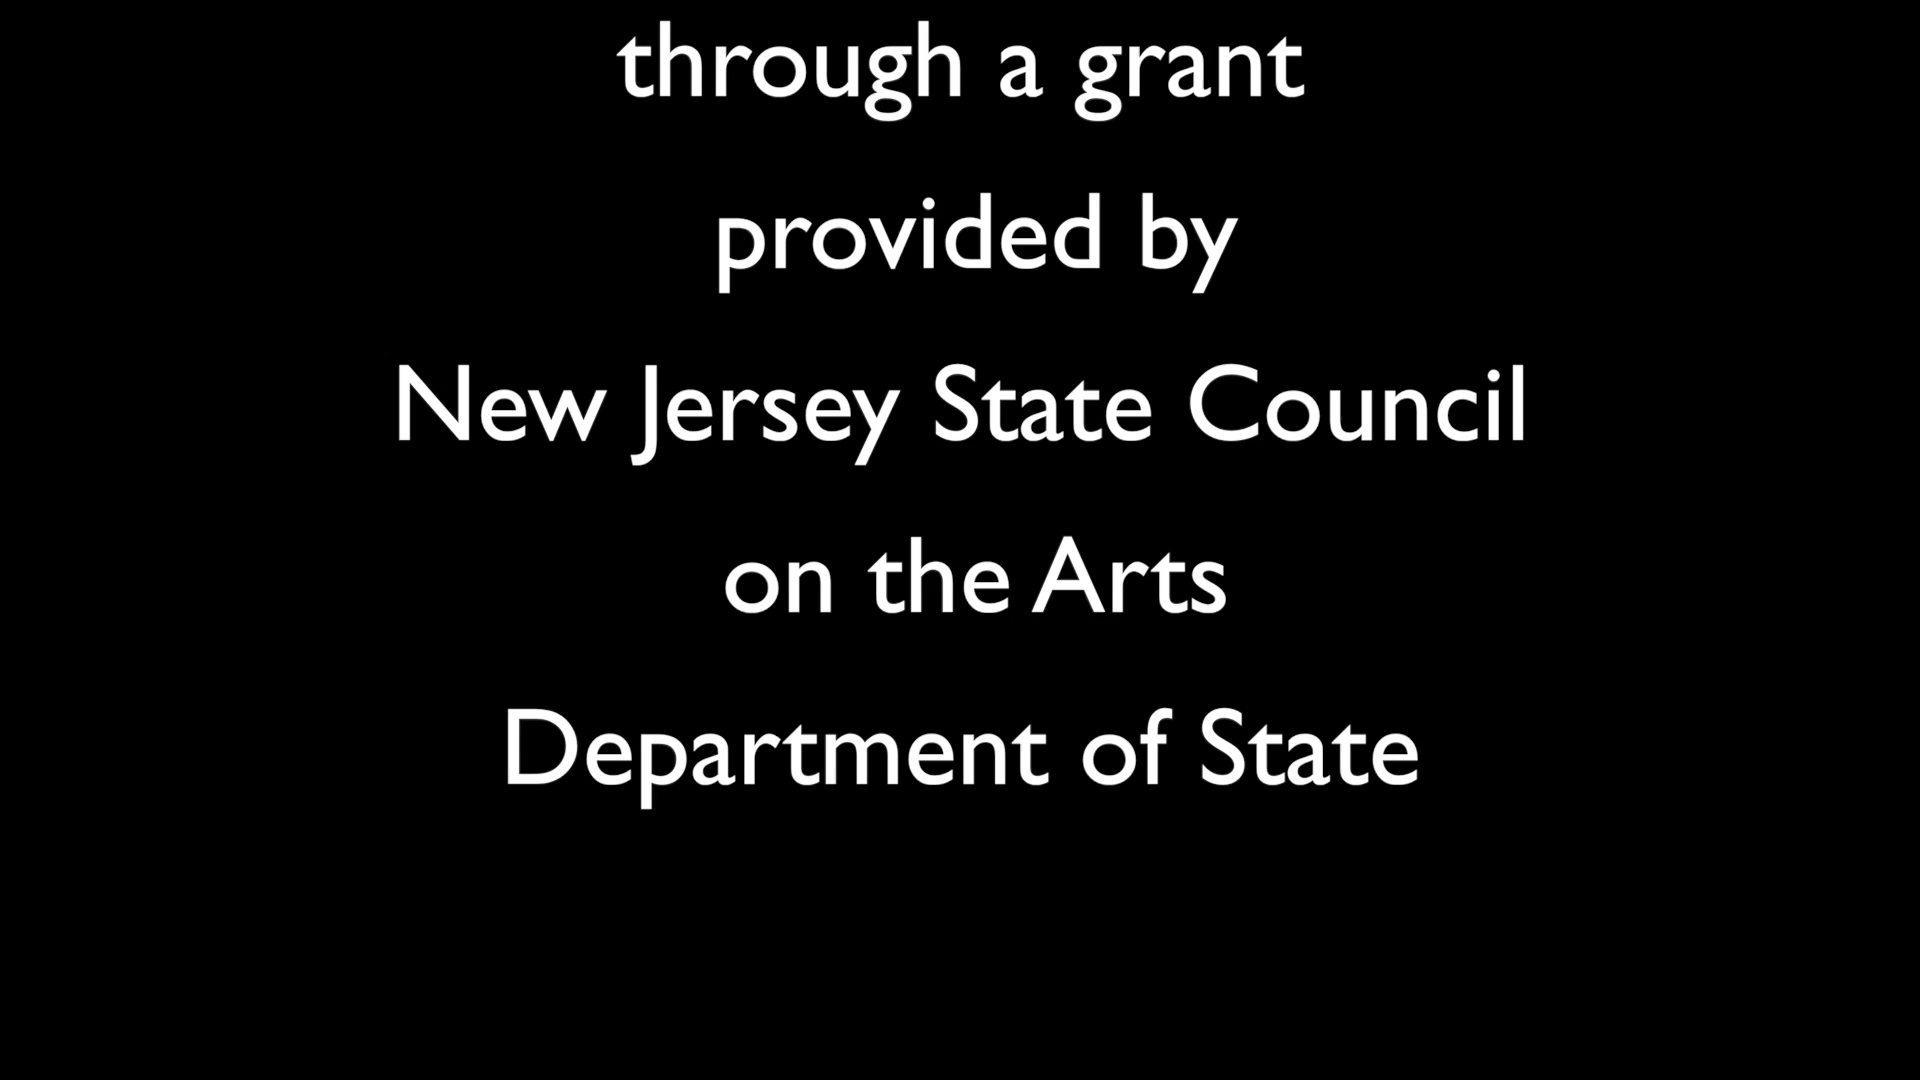 through a grant
provided by
New Jersey State Council
on the Arts
Department of State